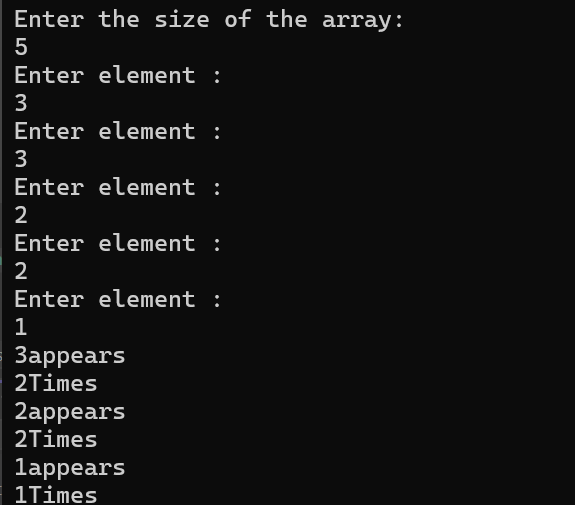 Enter the size of the array:
5
Enter element :
3
Enter element :
3
Enter element :
2
Enter element :
2
Enter element :
1
3appears
2Times
2appears
2Times
1appears
1Times